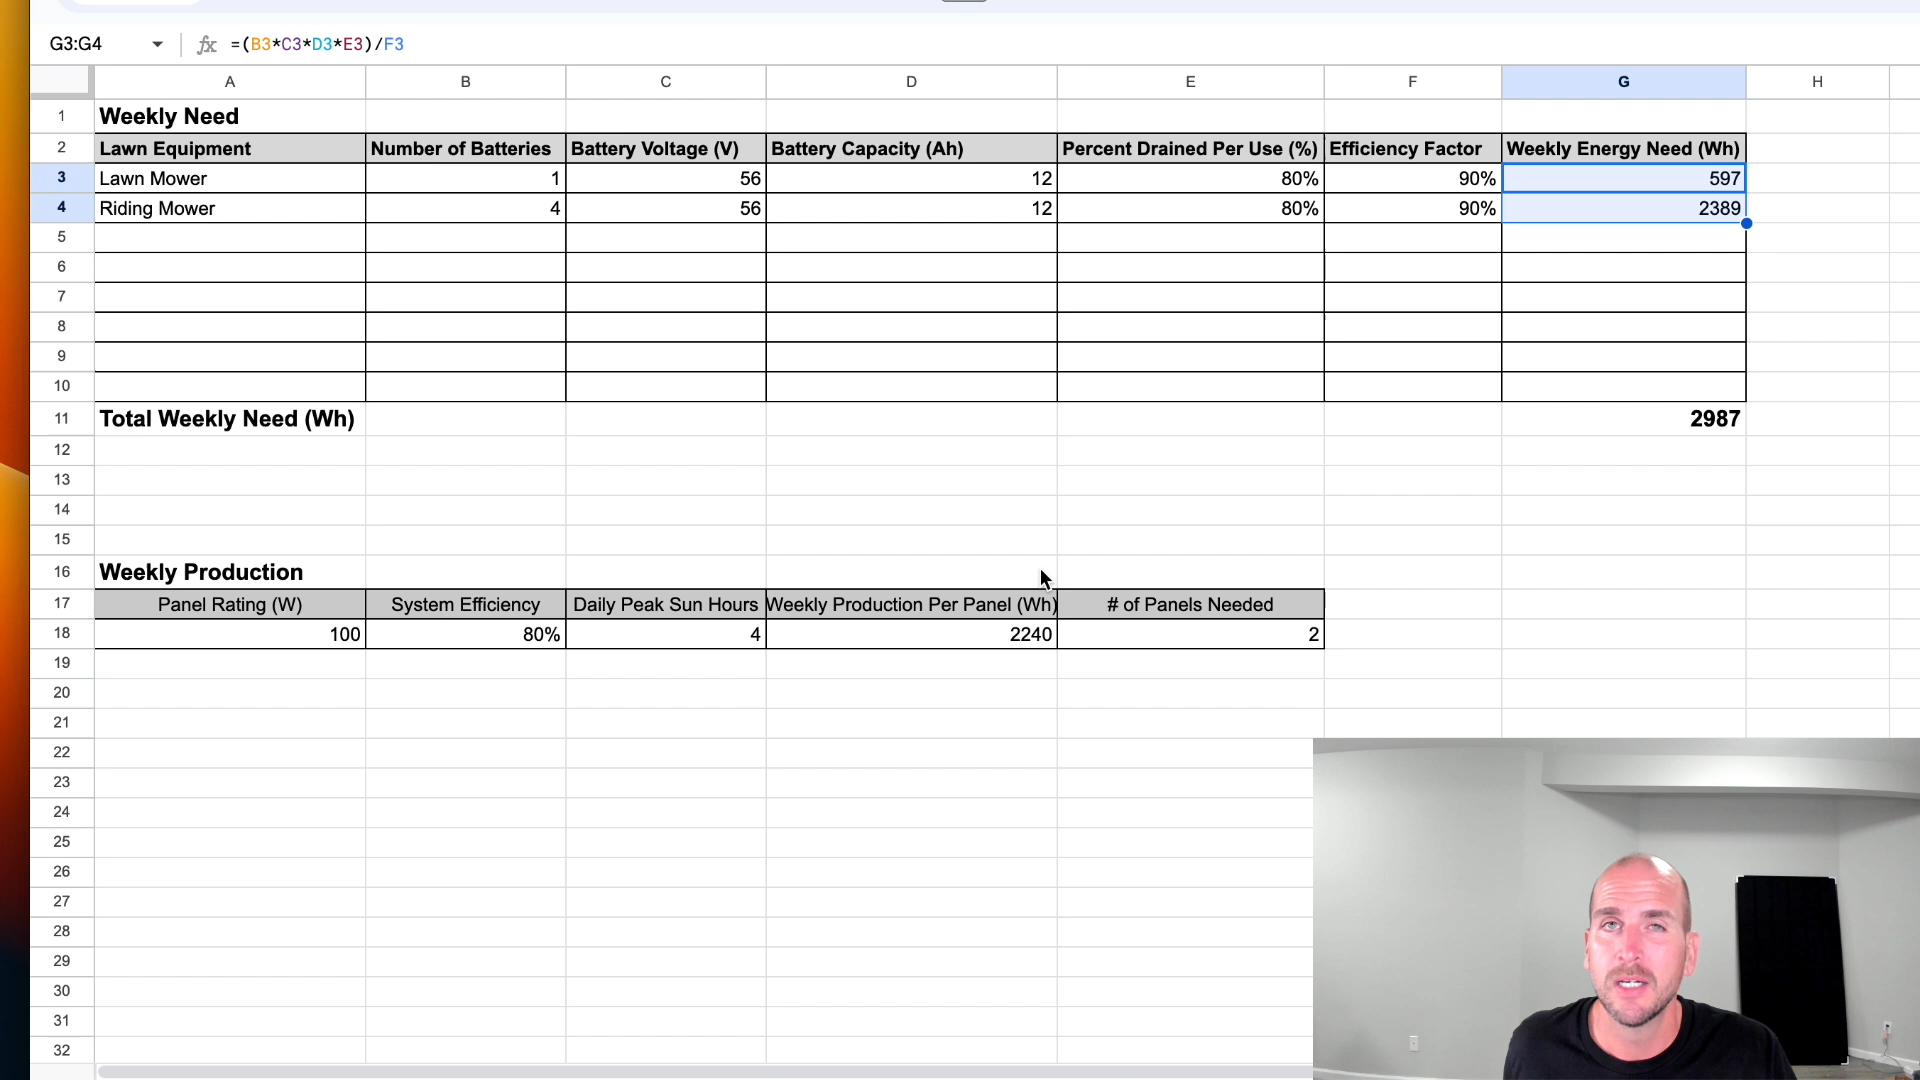 G3:G4 fx =(B3*C3*D3*E3)/F3
A B C D E F G H
1 Weekly Need
2 Lawn Equipment Number of Batteries Battery Voltage (V) Battery Capacity (Ah) Percent Drained Per Use (%) Efficiency Factor Weekly Energy Need (Wh)
3 Lawn Mower 1 56 12 80% 90% 597
4 Riding Mower 4 56 12 80% 90% 2389
5
6
7
8
9
10
11 Total Weekly Need (Wh) 2987
12
13
14
15
16 Weekly Production
17 Panel Rating (W) System Efficiency Daily Peak Sun Hours Weekly Production Per Panel (Wh) # of Panels Needed
18 100 80% 4 2240 2
19
20
21
22
23
24
25
26
27
28
29
30
31
32